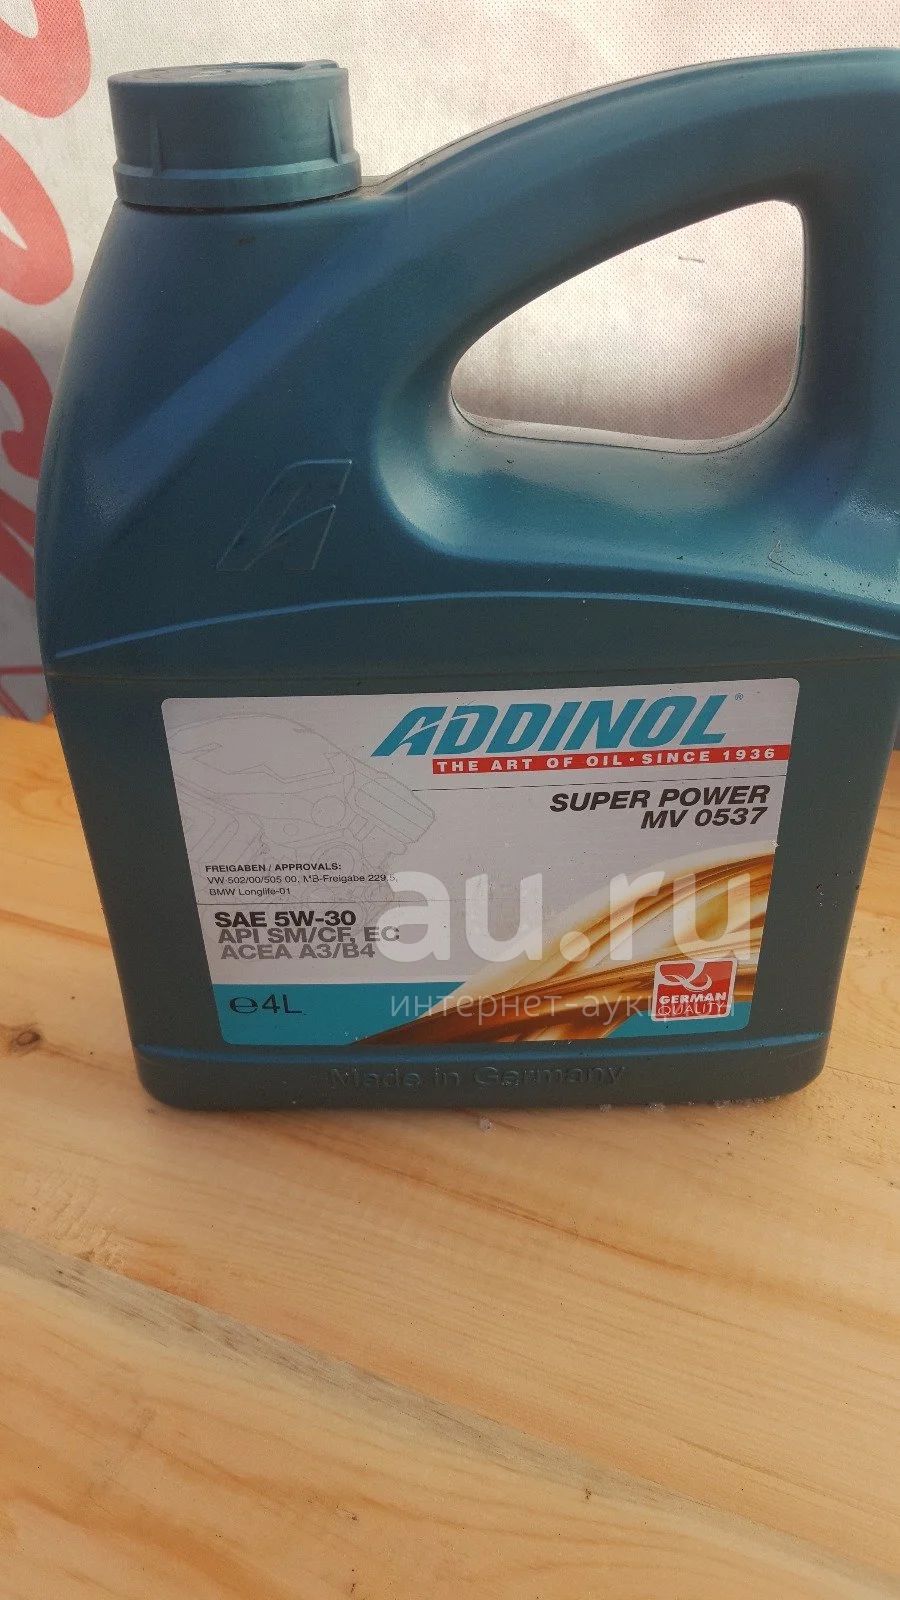 ADDINOL®
THE ART OF OIL · SINCE 1936
SUPER POWER
MV 0537
FREIGABEN / APPROVALS:
VW 502/00/505 00, MB-Freigabe 229.5,
BMW Longlife-01
SAE 5W-30
API SM/CF, EC
ACEA A3/B4
au.ru
интернет-аукцион
GERMAN
QUALITY
℮4L
Made in Germany